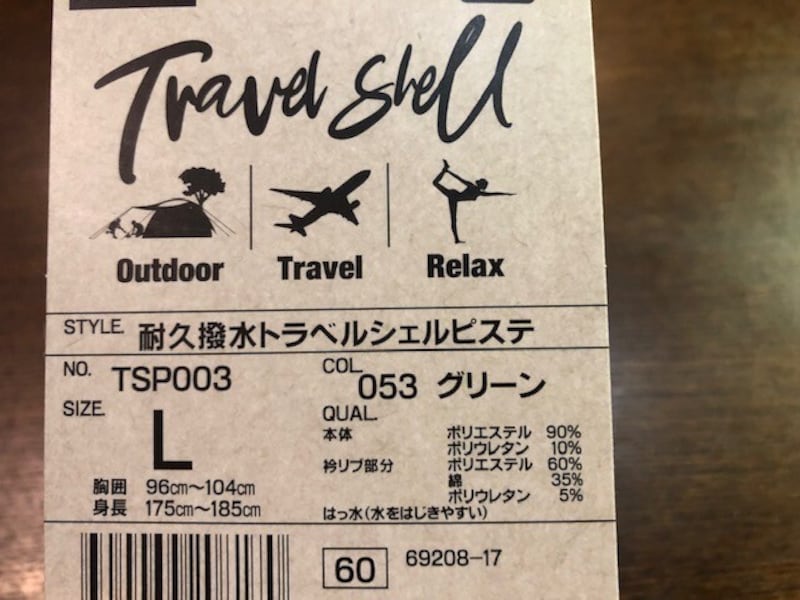 Travel Shell
Outdoor Travel Relax
STYLE. 耐久撥水トラベルシェルピステ
NO. TSP003
COL. 053 グリーン
SIZE. L
胸囲 96cm〜104cm
身長 175cm〜185cm
QUAL.
本体 ポリエステル 90%
ポリウレタン 10%
衿リブ部分 ポリエステル 60%
綿 35%
ポリウレタン 5%
はっ水(水をはじきやすい)
60 69208-17